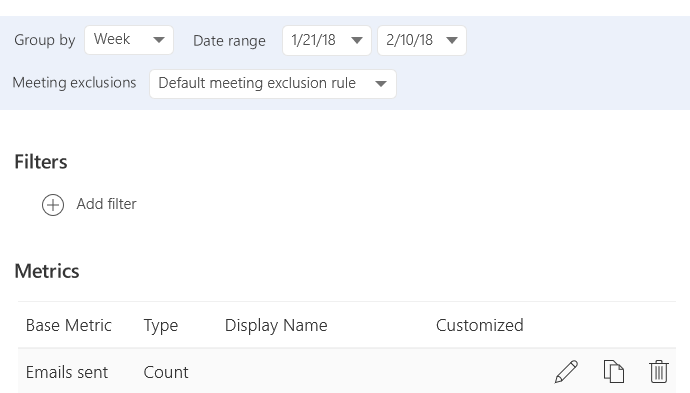 Group by Week Date range 1/21/18 2/10/18
Meeting exclusions Default meeting exclusion rule
Filters
Add filter
Metrics
Base Metric Type Display Name Customized
Emails sent Count